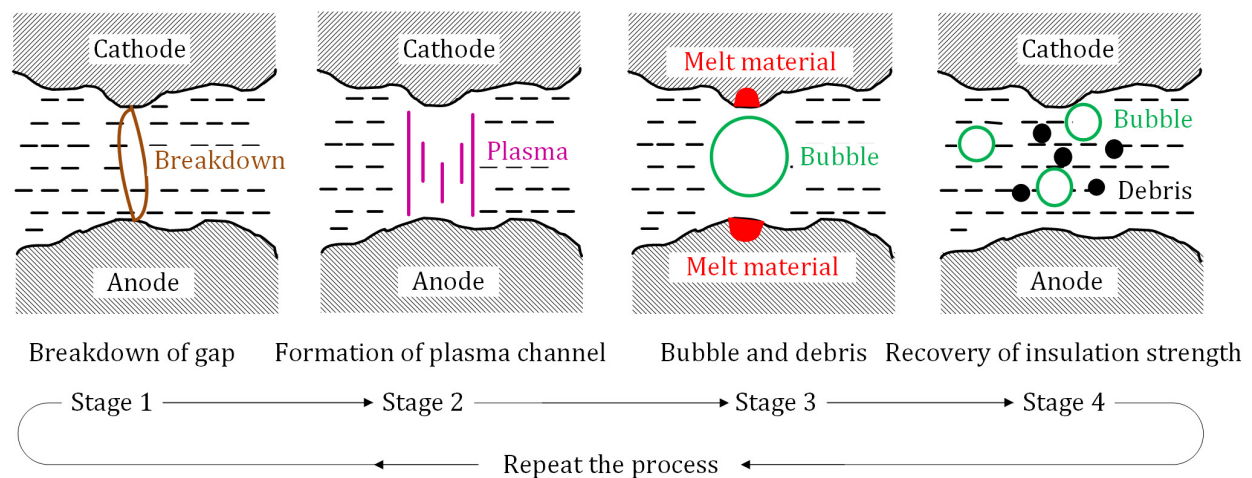 Cathode
Breakdown
Anode
Cathode
Plasma
Anode
Melt material
Bubble
Melt material
Cathode
Bubble
Debris
Anode
Breakdown of gap
Formation of plasma channel
Bubble and debris
Recovery of insulation strength
Stage 1
Stage 2
Stage 3
Stage 4
Repeat the process